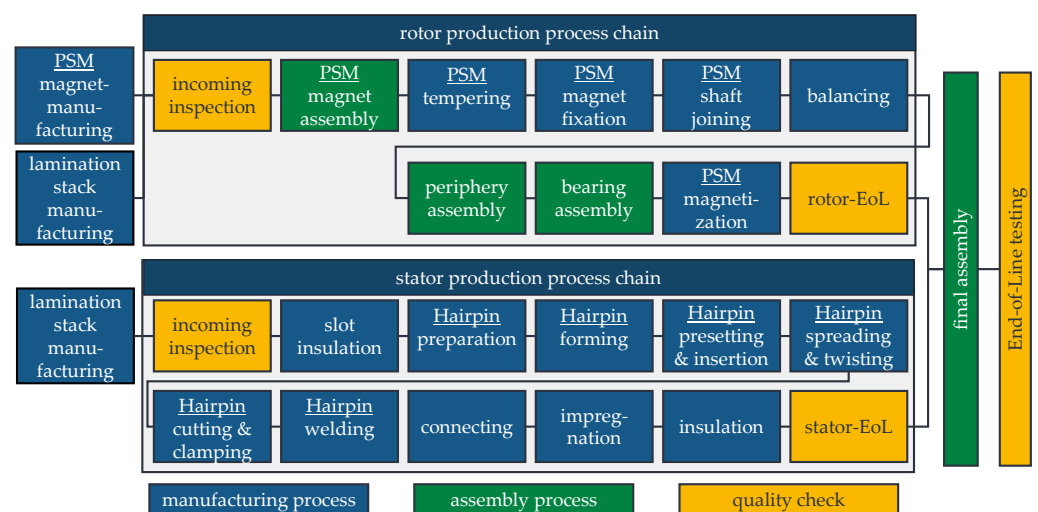 rotor production process chain
PSM
magnet-
manu-
facturing
lamination
stack
manu-
facturing
incoming
inspection
PSM
magnet
assembly
PSM
tempering
PSM
magnet
fixation
PSM
shaft
joining
balancing
periphery
assembly
bearing
assembly
PSM
magneti-
zation
rotor-EoL
stator production process chain
lamination
stack
manu-
facturing
incoming
inspection
slot
insulation
Hairpin
preparation
Hairpin
forming
Hairpin
presetting
& insertion
Hairpin
spreading
& twisting
Hairpin
cutting &
clamping
Hairpin
welding
connecting
impreg-
nation
insulation
stator-EoL
final assembly
End-of-Line testing
manufacturing process
assembly process
quality check